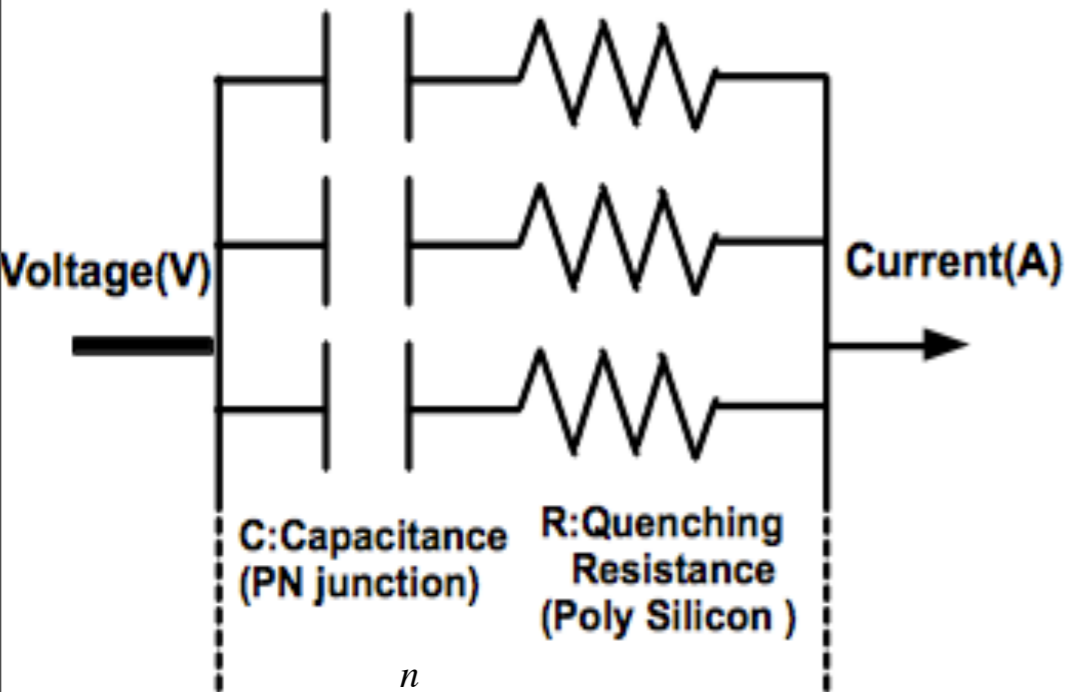 Voltage(V)
Current(A)
C:Capacitance
(PN junction)
R:Quenching
Resistance
(Poly Silicon )
n